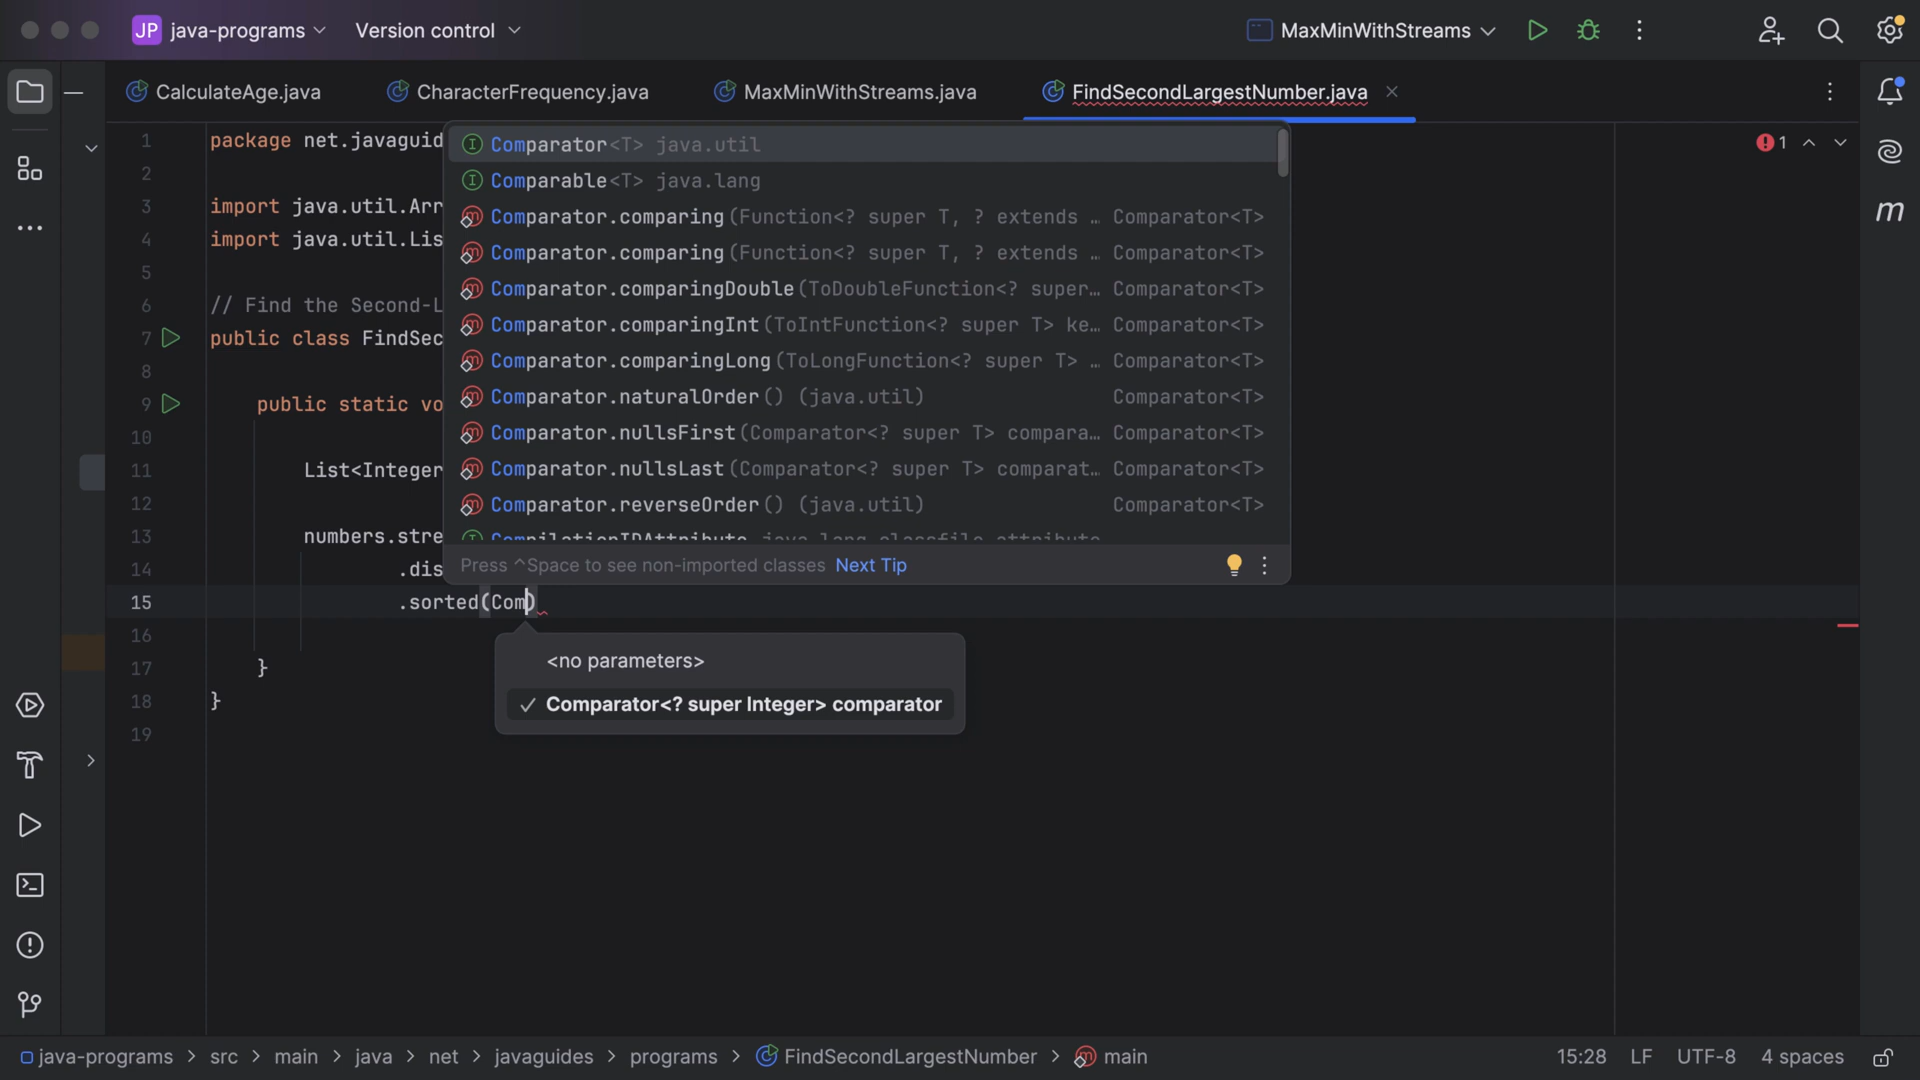 JP java-programs Version control MaxMinWithStreams
CalculateAge.java CharacterFrequency.java MaxMinWithStreams.java FindSecondLargestNumber.java
1 package net.javaguid
2
3 import java.util.Arr
4 import java.util.Lis
5
6 // Find the Second-L
7 public class FindSec
8
9 public static vo
10
11 List<Integer
12
13 numbers.stre
14 .dis
15 .sorted(Com)
16
17 }
18 }
19
1
Comparator<T> java.util
Comparable<T> java.lang
Comparator.comparing(Function<? super T, ? extends … Comparator<T>
Comparator.comparing(Function<? super T, ? extends … Comparator<T>
Comparator.comparingDouble(ToDoubleFunction<? super… Comparator<T>
Comparator.comparingInt(ToIntFunction<? super T> ke… Comparator<T>
Comparator.comparingLong(ToLongFunction<? super T> … Comparator<T>
Comparator.naturalOrder() (java.util) Comparator<T>
Comparator.nullsFirst(Comparator<? super T> compara… Comparator<T>
Comparator.nullsLast(Comparator<? super T> comparat… Comparator<T>
Comparator.reverseOrder() (java.util) Comparator<T>
CompilationIDAttribute java.lang.classfile.attribute
Press ^Space to see non-imported classes Next Tip
<no parameters>
Comparator<? super Integer> comparator
m
java-programs > src > main > java > net > javaguides > programs > FindSecondLargestNumber > main 15:28 LF UTF-8 4 spaces